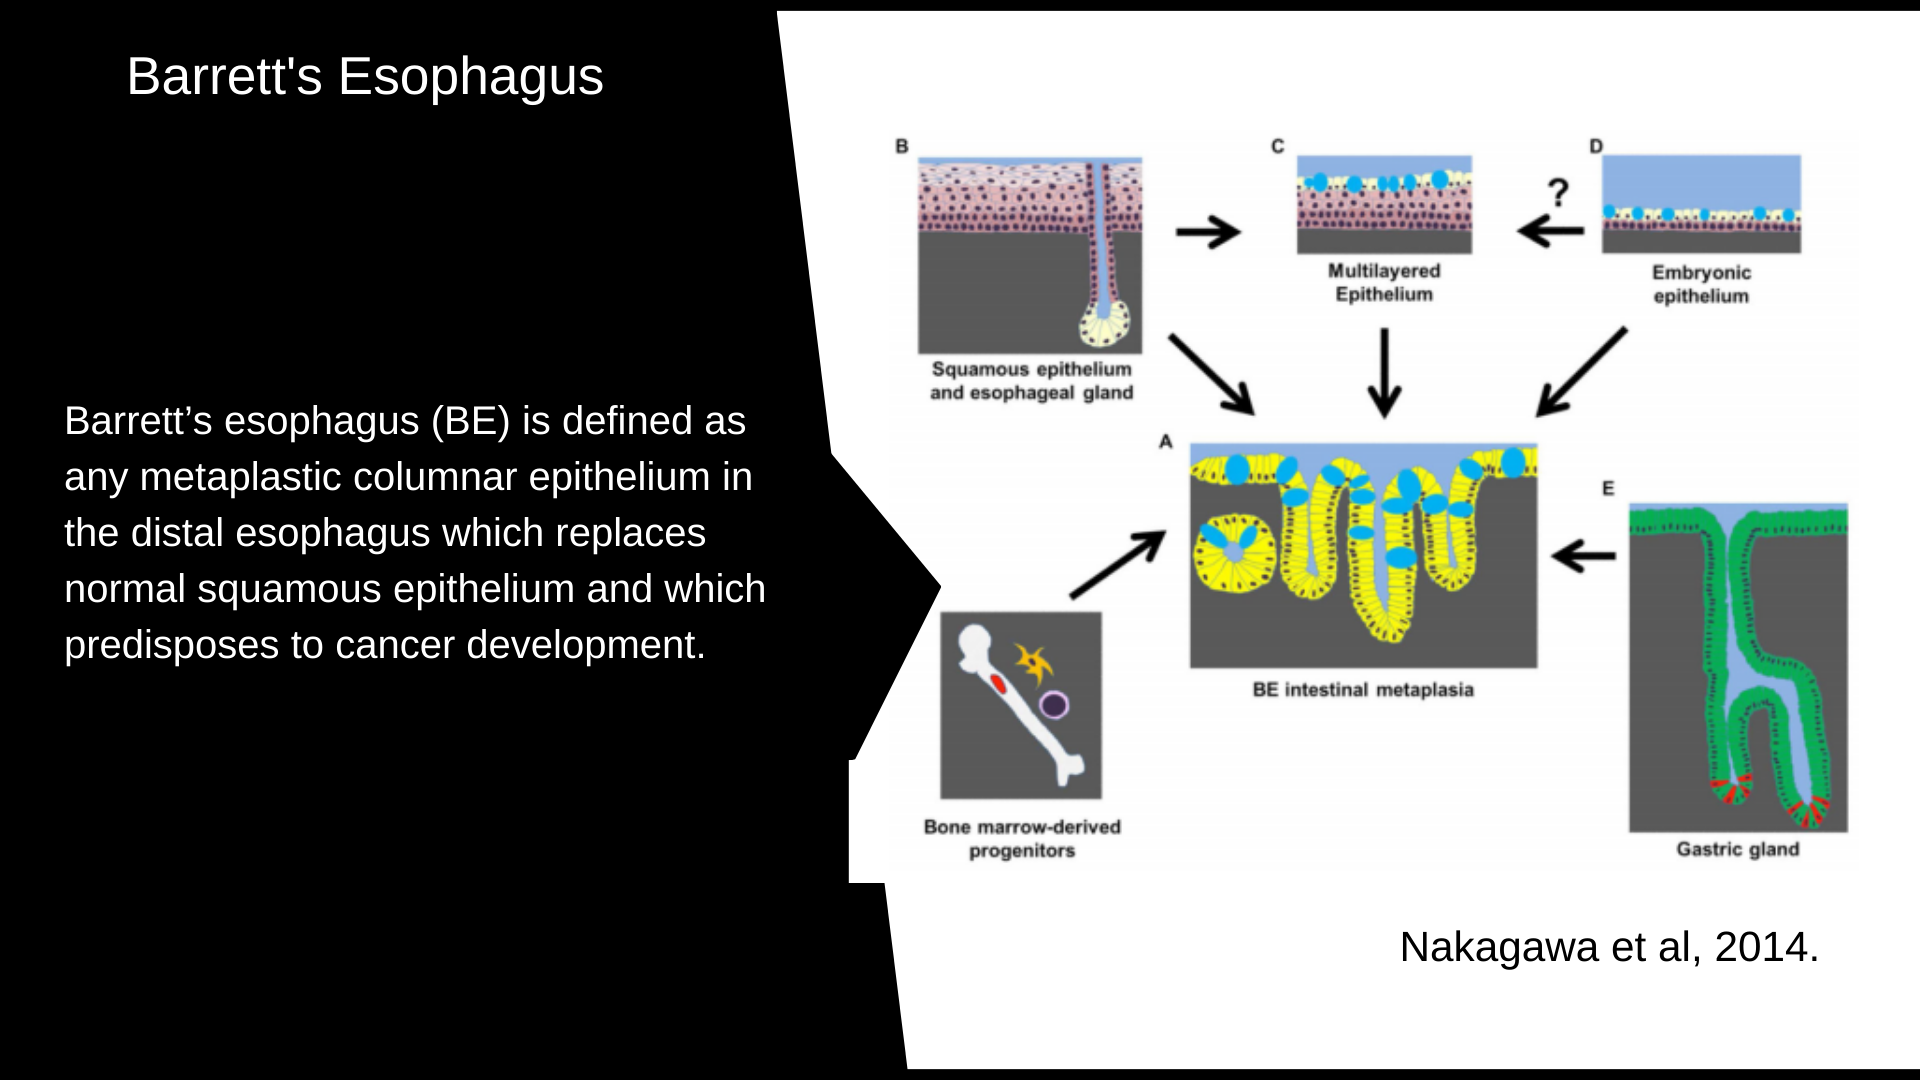 Barrett's Esophagus
Barrett’s esophagus (BE) is defined as
any metaplastic columnar epithelium in
the distal esophagus which replaces
normal squamous epithelium and which
predisposes to cancer development.
B
C
D
?
Squamous epithelium
and esophageal gland
Multilayered
Epithelium
Embryonic
epithelium
A
E
BE intestinal metaplasia
Bone marrow-derived
progenitors
Gastric gland
Nakagawa et al, 2014.